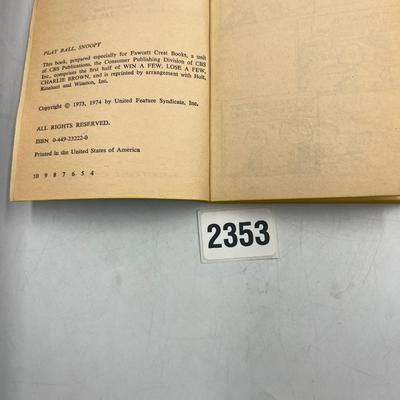 PLAY BALL, SNOOPY
This book, prepared especially for Fawcett Crest Books, a unit
of CBS Publications, the Consumer Publishing Division of CBS
Inc., comprises the first half of WIN A FEW, LOSE A FEW,
CHARLIE BROWN, and is reprinted by arrangement with Holt,
Rinehart and Winston, Inc.
Copyright © 1973, 1974 by United Feature Syndicate, Inc.
ALL RIGHTS RESERVED.
ISBN 0-449-23222-0
Printed in the United States of America
10 9 8 7 6 5 4
2353